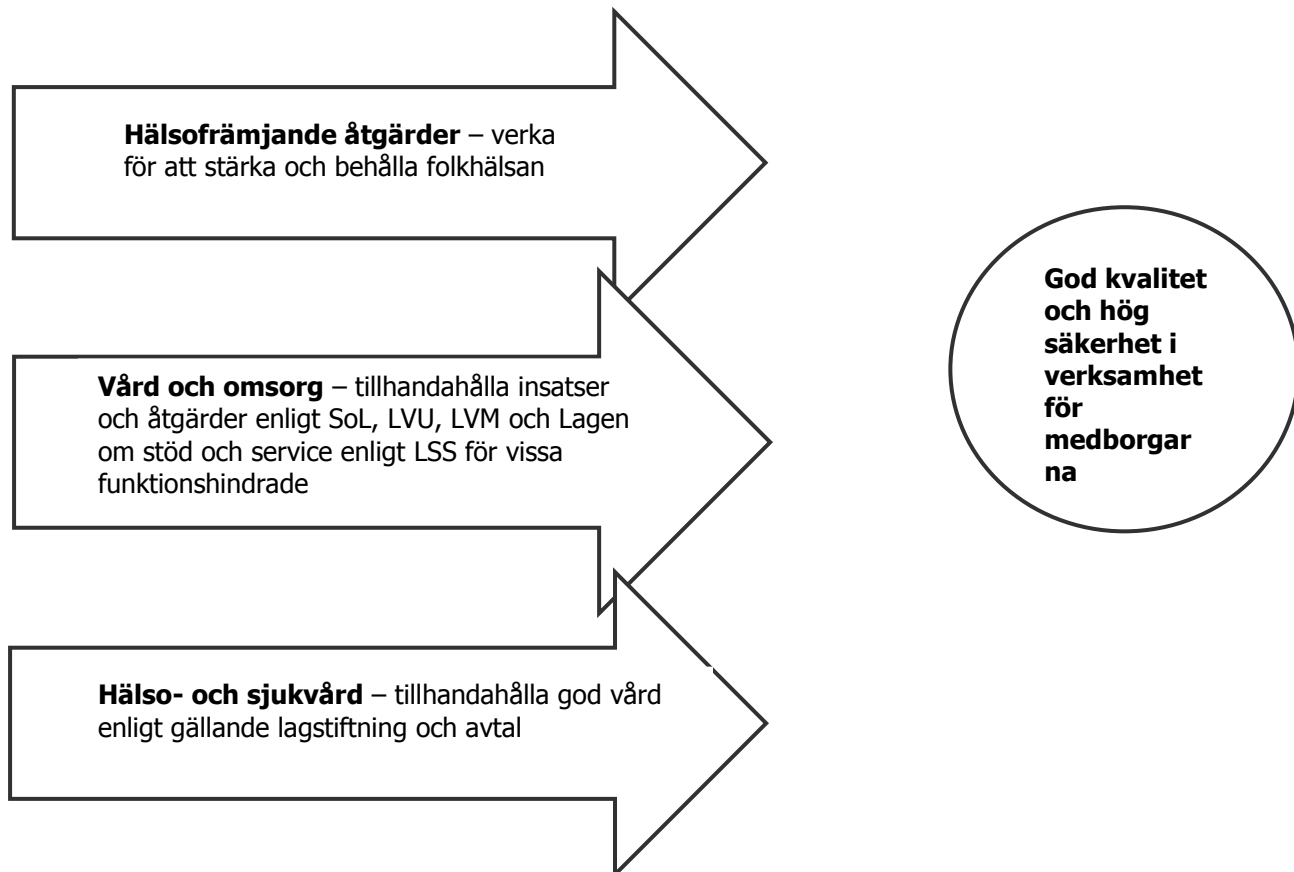 Hälsofrämjande åtgärder – verka
för att stärka och behålla folkhälsan
Vård och omsorg – tillhandahålla insatser
och åtgärder enligt SoL, LVU, LVM och Lagen
om stöd och service enligt LSS för vissa
funktionshindrade
Hälso- och sjukvård – tillhandahålla god vård
enligt gällande lagstiftning och avtal
God kvalitet
och hög
säkerhet i
verksamhet
för
medborgar
na